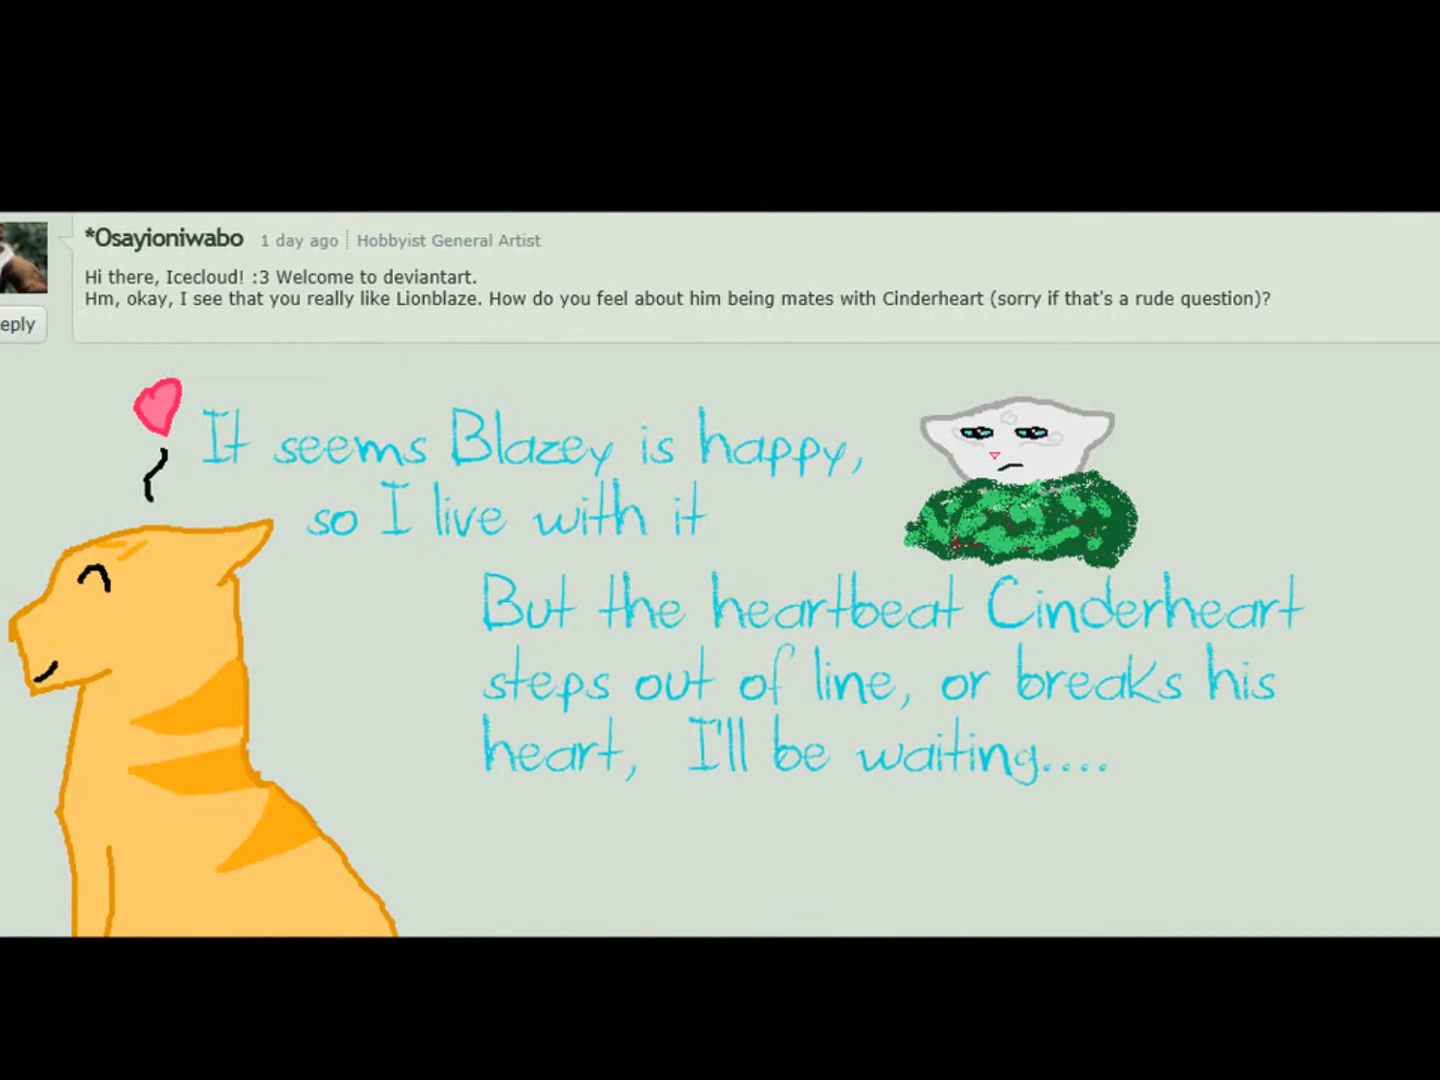 *Osayioniwabo 1 day ago Hobbyist General Artist
Hi there, Icecloud! :3 Welcome to deviantart.
Hm, okay, I see that you really like Lionblaze. How do you feel about him being mates with Cinderheart (sorry if that's a rude question)?
eply
It seems Blazey is happy,
so I live with it
But the heartbeat Cinderheart
steps out of line, or breaks his
heart, I'll be waiting....